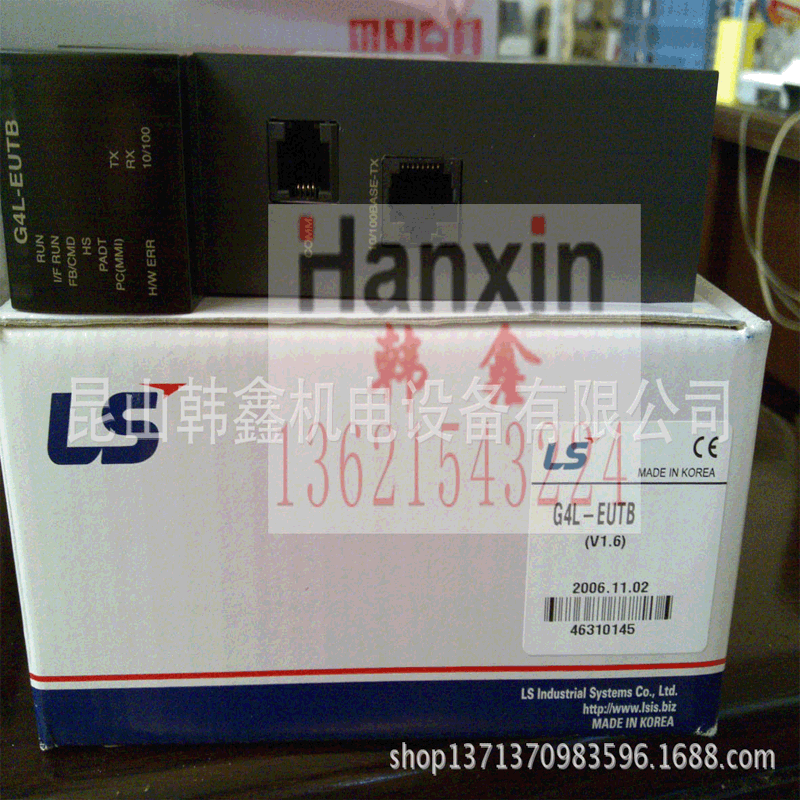 G4L-EUTB
RUN
I/F RUN
FB/CMD
HS
PADT
PC(MMI)
H/W ERR
TX
RX
10/100
COMM
10/100BASE-TX
Hanxin
韩鑫
LS
昆山韩鑫机电设备有限公司
13621543224
LS
CE
MADE IN KOREA
G4L-EUTB
(V1.6)
2006.11.02
46310145
LS Industrial Systems Co., Ltd.
http://www.lsis.biz
MADE IN KOREA
shop1371370983596.1688.com